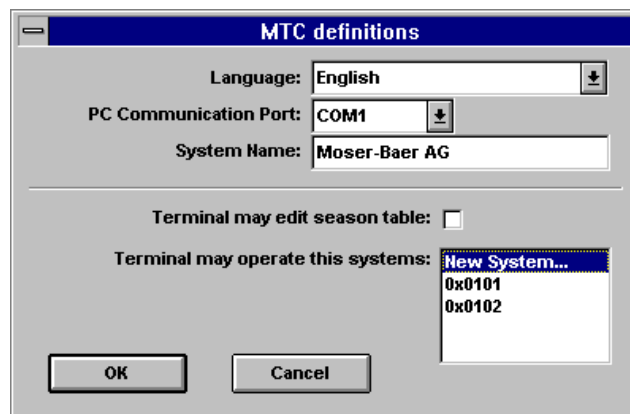 MTC definitions
Language: English
PC Communication Port: COM1
System Name: Moser-Baer AG
Terminal may edit season table:
Terminal may operate this systems: New System...
0x0101
0x0102
OK Cancel